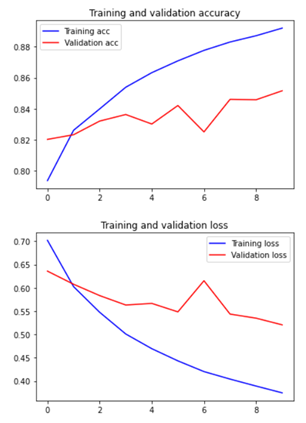 Training and validation accuracy
Training acc
Validation acc
0.88
0.86
0.84
0.82
0.80
0 2 4 6 8
Training and validation loss
Training loss
Validation loss
0.70
0.65
0.60
0.55
0.50
0.45
0.40
0 2 4 6 8